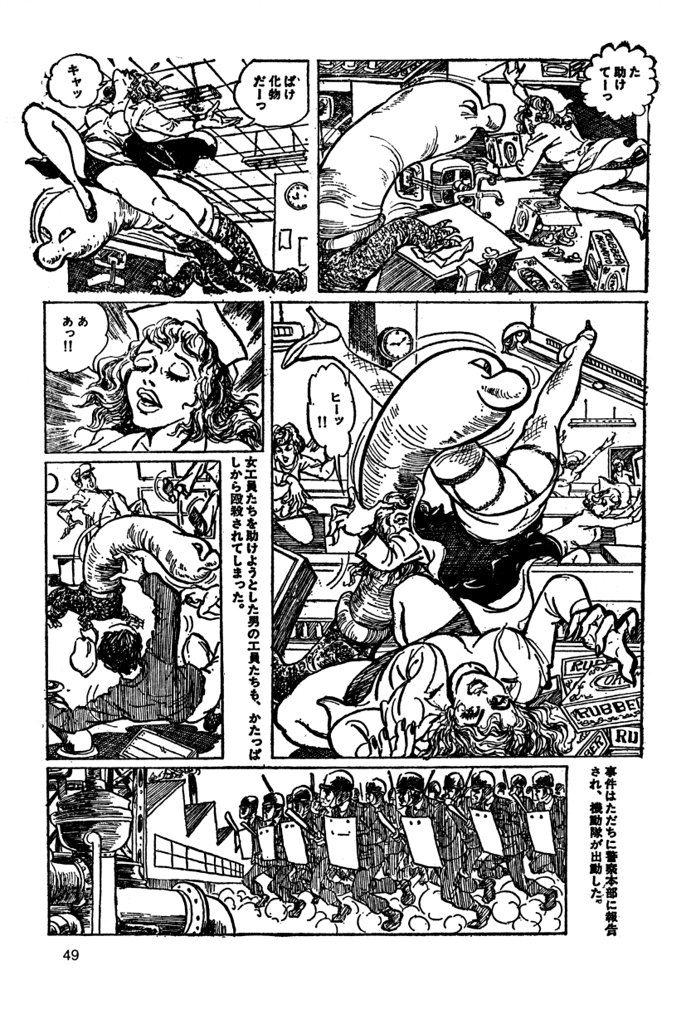 た
助け
てーっ
ばけ
化物
だーっ
キャッ
ヒーッ
!!
あ
あっ!!
女工員たちを助けようとした男の工員たちも、かたっぱ
しから殴殺されてしまった。
RUBBE
RU
事件はただちに警察本部に報告
され、機動隊が出動した。
49